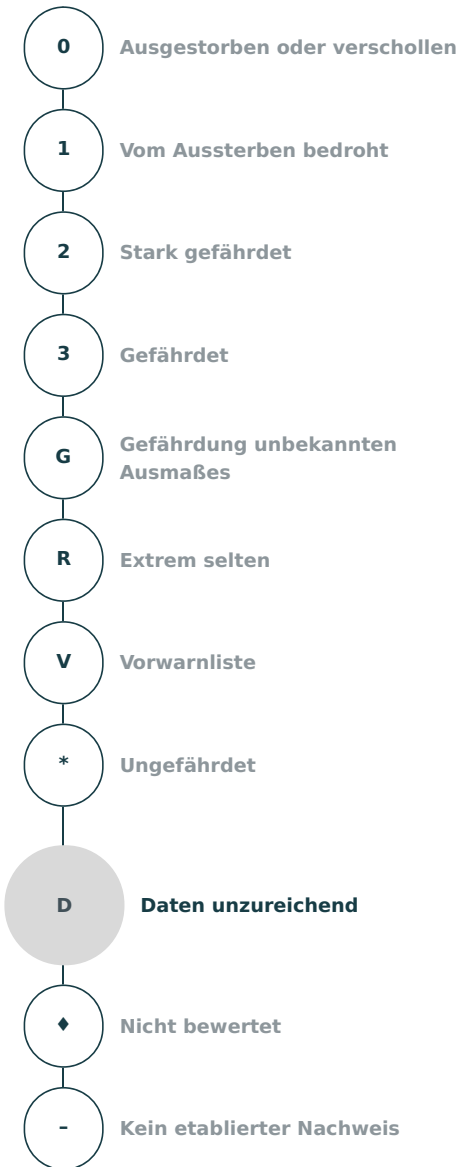 0 Ausgestorben oder verschollen
1 Vom Aussterben bedroht
2 Stark gefährdet
3 Gefährdet
G Gefährdung unbekannten
Ausmaßes
R Extrem selten
V Vorwarnliste
* Ungefährdet
D Daten unzureichend
♦ Nicht bewertet
– Kein etablierter Nachweis